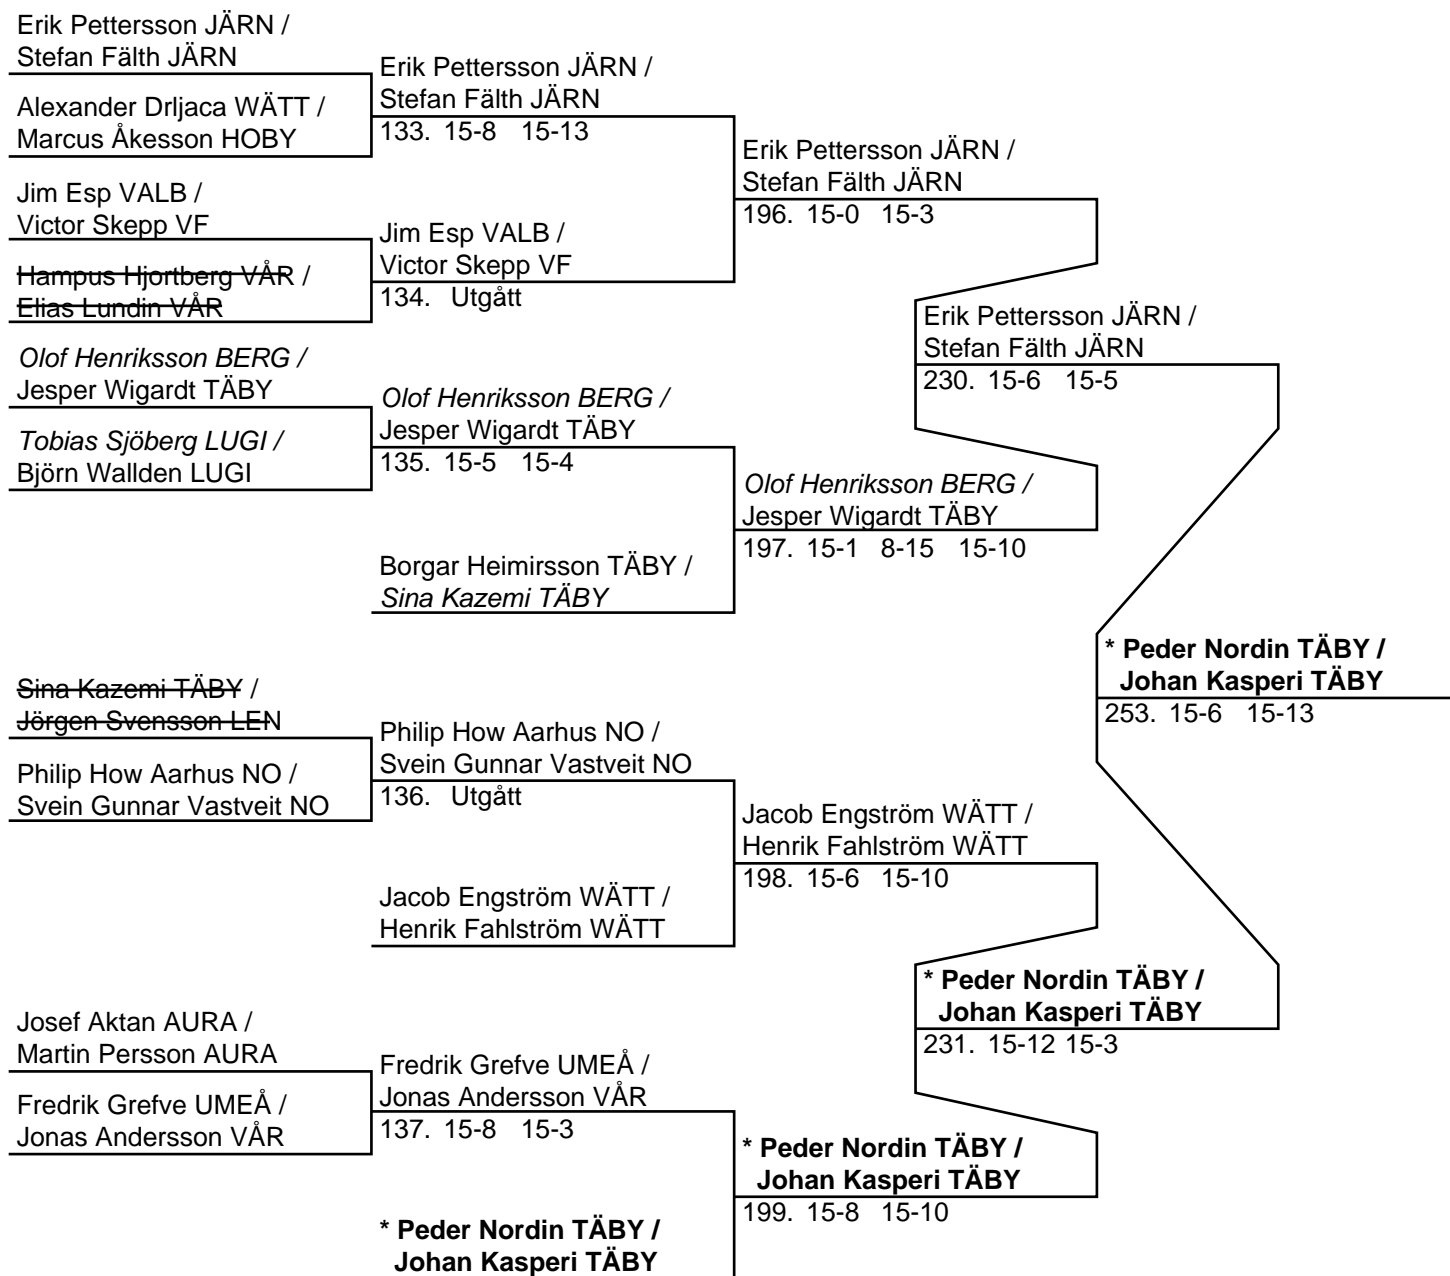 Erik Pettersson JÄRN /
Stefan Fälth JÄRN
Alexander Drljaca WÄTT /
Marcus Åkesson HOBY
Jim Esp VALB /
Victor Skepp VF
Hampus Hjortberg VÅR /
Elias Lundin VÅR
Olof Henriksson BERG /
Jesper Wigardt TÄBY
Tobias Sjöberg LUGI /
Björn Wallden LUGI
Sina Kazemi TÄBY /
Jörgen Svensson LEN
Philip How Aarhus NO /
Svein Gunnar Vastveit NO
Josef Aktan AURA /
Martin Persson AURA
Fredrik Grefve UMEÅ /
Jonas Andersson VÅR
Erik Pettersson JÄRN /
Stefan Fälth JÄRN
133. 15-8 15-13
Jim Esp VALB /
Victor Skepp VF
134. Utgått
Olof Henriksson BERG /
Jesper Wigardt TÄBY
135. 15-5 15-4
Borgar Heimirsson TÄBY /
Sina Kazemi TÄBY
Philip How Aarhus NO /
Svein Gunnar Vastveit NO
136. Utgått
Jacob Engström WÄTT /
Henrik Fahlström WÄTT
Fredrik Grefve UMEÅ /
Jonas Andersson VÅR
137. 15-8 15-3
* Peder Nordin TÄBY /
Johan Kasperi TÄBY
Erik Pettersson JÄRN /
Stefan Fälth JÄRN
196. 15-0 15-3
Olof Henriksson BERG /
Jesper Wigardt TÄBY
197. 15-1 8-15 15-10
Jacob Engström WÄTT /
Henrik Fahlström WÄTT
198. 15-6 15-10
* Peder Nordin TÄBY /
Johan Kasperi TÄBY
199. 15-8 15-10
Erik Pettersson JÄRN /
Stefan Fälth JÄRN
230. 15-6 15-5
* Peder Nordin TÄBY /
Johan Kasperi TÄBY
231. 15-12 15-3
* Peder Nordin TÄBY /
Johan Kasperi TÄBY
253. 15-6 15-13